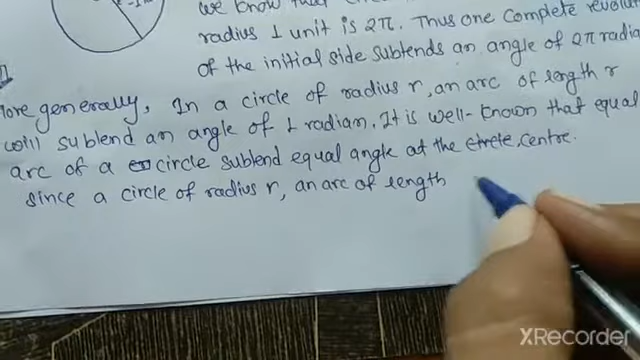 we know that
radius 1 unit is 2π. Thus one complete revolu
of the initial side subtends an angle of 2π radia
More generally, In a circle of radius r, an arc of length r
will subtend an angle of 1 radian. It is well-known that equal
arc of a circle subtend equal angle at the circle centre.
since a circle of radius r, an arc of length
XRecorder